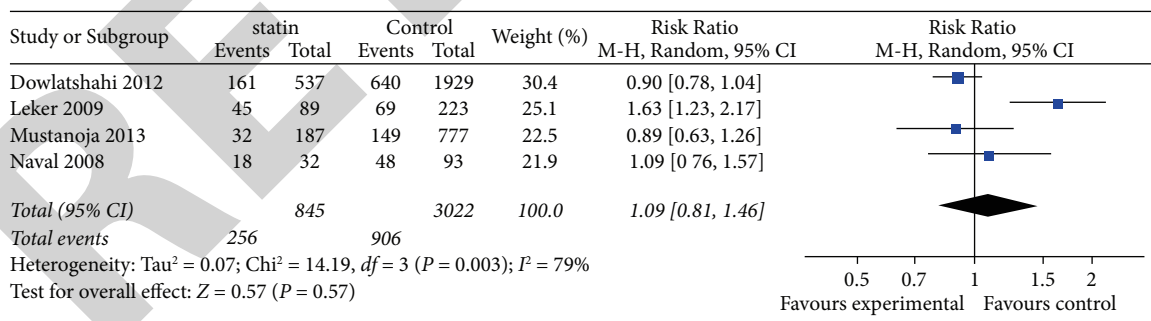 statin Control Risk Ratio Risk Ratio
Study or Subgroup Events Total Events Total Weight (%) M-H, Random, 95% CI M-H, Random, 95% CI
Dowlatshahi 2012 161 537 640 1929 30.4 0.90 [0.78, 1.04]
Leker 2009 45 89 69 223 25.1 1.63 [1.23, 2.17]
Mustanoja 2013 32 187 149 777 22.5 0.89 [0.63, 1.26]
Naval 2008 18 32 48 93 21.9 1.09 [0 76, 1.57]
Total (95% CI) 845 3022 100.0 1.09 [0.81, 1.46]
Total events 256 906
Heterogeneity: Tau² = 0.07; Chi² = 14.19, df = 3 (P = 0.003); I² = 79%
Test for overall effect: Z = 0.57 (P = 0.57)
0.5 0.7 1 1.5 2
Favours experimental Favours control